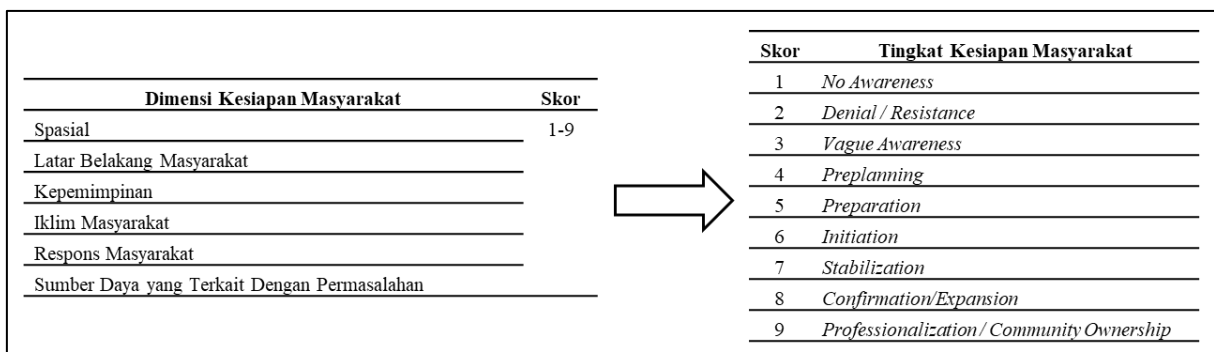 Dimensi Kesiapan Masyarakat Skor
Spasial 1-9
Latar Belakang Masyarakat
Kepemimpinan
Iklim Masyarakat
Respons Masyarakat
Sumber Daya yang Terkait Dengan Permasalahan
Skor Tingkat Kesiapan Masyarakat
1 No Awareness
2 Denial / Resistance
3 Vague Awareness
4 Preplanning
5 Preparation
6 Initiation
7 Stabilization
8 Confirmation/Expansion
9 Professionalization / Community Ownership